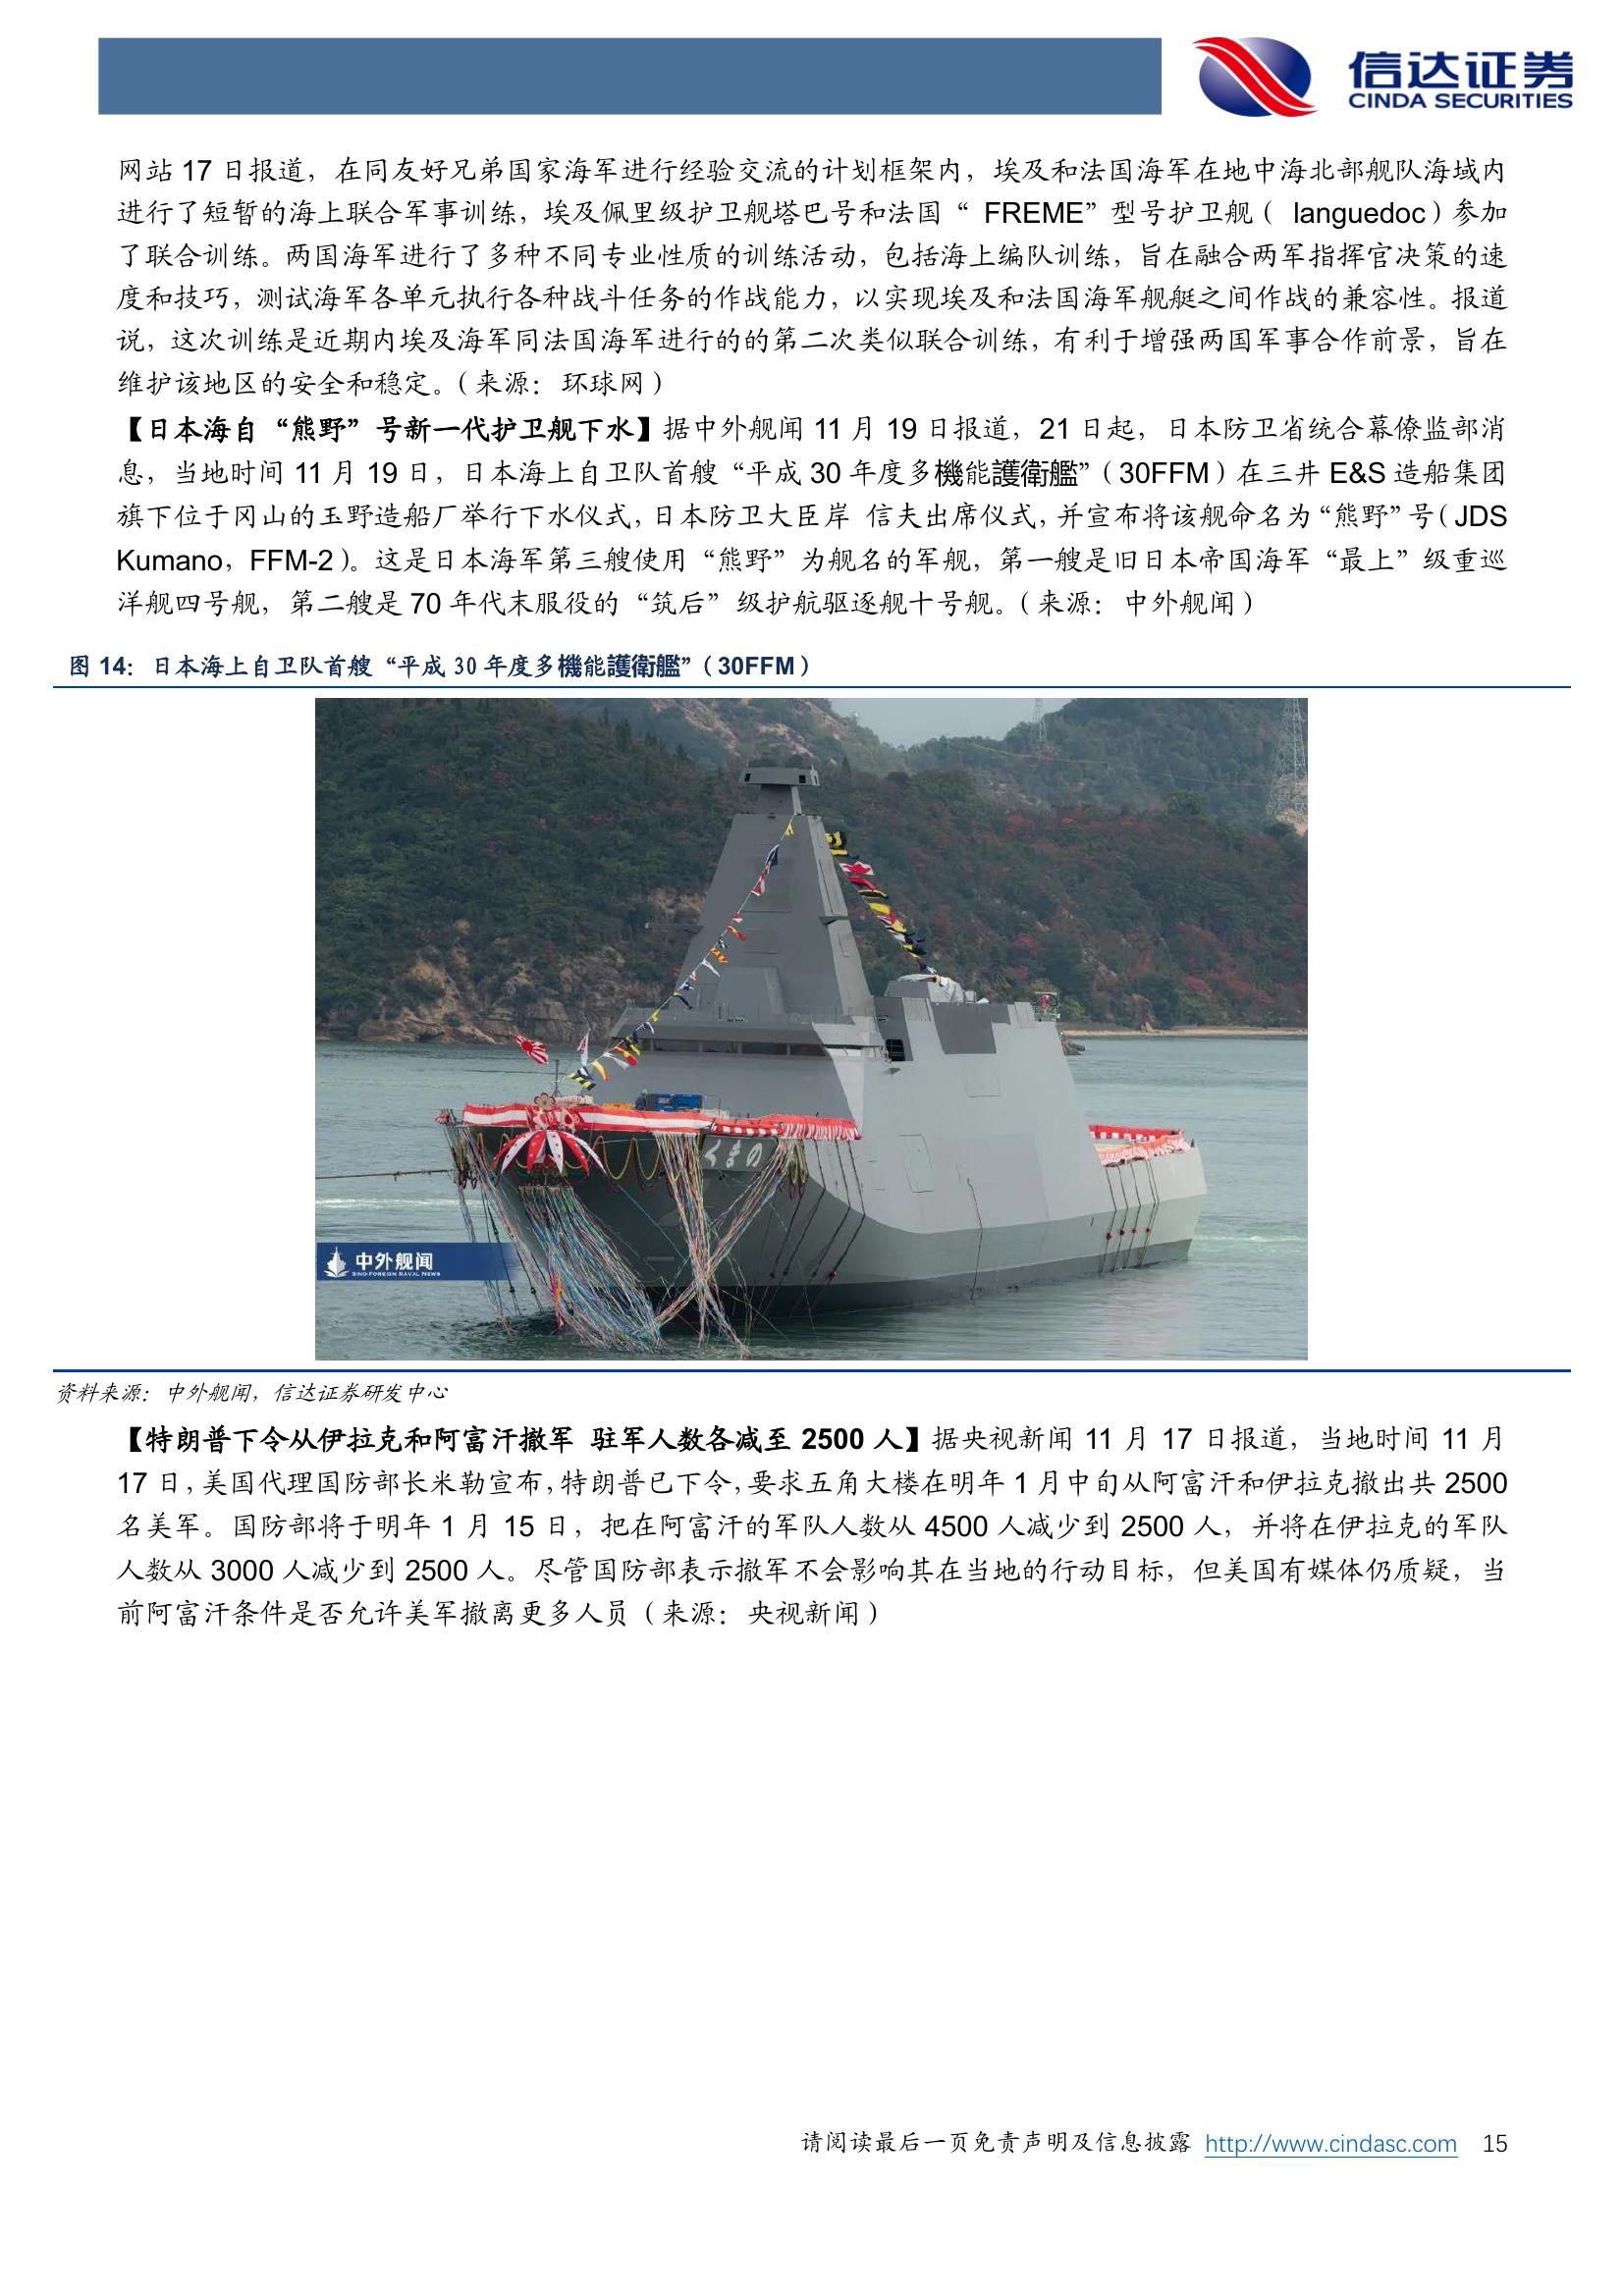 信达证券
CINDA SECURITIES
网站 17 日报道，在同友好兄弟国家海军进行经验交流的计划框架内，埃及和法国海军在地中海北部舰队海域内
进行了短暂的海上联合军事训练，埃及佩里级护卫舰塔巴号和法国“ FREME”型号护卫舰（ languedoc）参加
了联合训练。两国海军进行了多种不同专业性质的训练活动，包括海上编队训练，旨在融合两军指挥官决策的速
度和技巧，测试海军各单元执行各种战斗任务的作战能力，以实现埃及和法国海军舰艇之间作战的兼容性。报道
说，这次训练是近期内埃及海军同法国海军进行的的第二次类似联合训练，有利于增强两国军事合作前景，旨在
维护该地区的安全和稳定。（来源：环球网）
【日本海自“熊野”号新一代护卫舰下水】据中外舰闻 11 月 19 日报道，21 日起，日本防卫省统合幕僚监部消
息，当地时间 11 月 19 日，日本海上自卫队首艘“平成 30 年度多機能護衛艦”（30FFM）在三井 E&S 造船集团
旗下位于冈山的玉野造船厂举行下水仪式，日本防卫大臣岸 信夫出席仪式，并宣布将该舰命名为“熊野”号（JDS
Kumano，FFM-2）。这是日本海军第三艘使用“熊野”为舰名的军舰，第一艘是旧日本帝国海军“最上”级重巡
洋舰四号舰，第二艘是 70 年代末服役的“筑后”级护航驱逐舰十号舰。（来源：中外舰闻）
图 14：日本海上自卫队首艘“平成 30 年度多機能護衛艦”（30FFM）
くまの
中外舰闻
SINO-FOREIGN NAVAL NEWS
资料来源：中外舰闻，信达证券研发中心
【特朗普下令从伊拉克和阿富汗撤军 驻军人数各减至 2500 人】据央视新闻 11 月 17 日报道，当地时间 11 月
17 日，美国代理国防部长米勒宣布，特朗普已下令，要求五角大楼在明年 1 月中旬从阿富汗和伊拉克撤出共 2500
名美军。国防部将于明年 1 月 15 日，把在阿富汗的军队人数从 4500 人减少到 2500 人，并将在伊拉克的军队
人数从 3000 人减少到 2500 人。尽管国防部表示撤军不会影响其在当地的行动目标，但美国有媒体仍质疑，当
前阿富汗条件是否允许美军撤离更多人员（来源：央视新闻）
请阅读最后一页免责声明及信息披露 http://www.cindasc.com 15